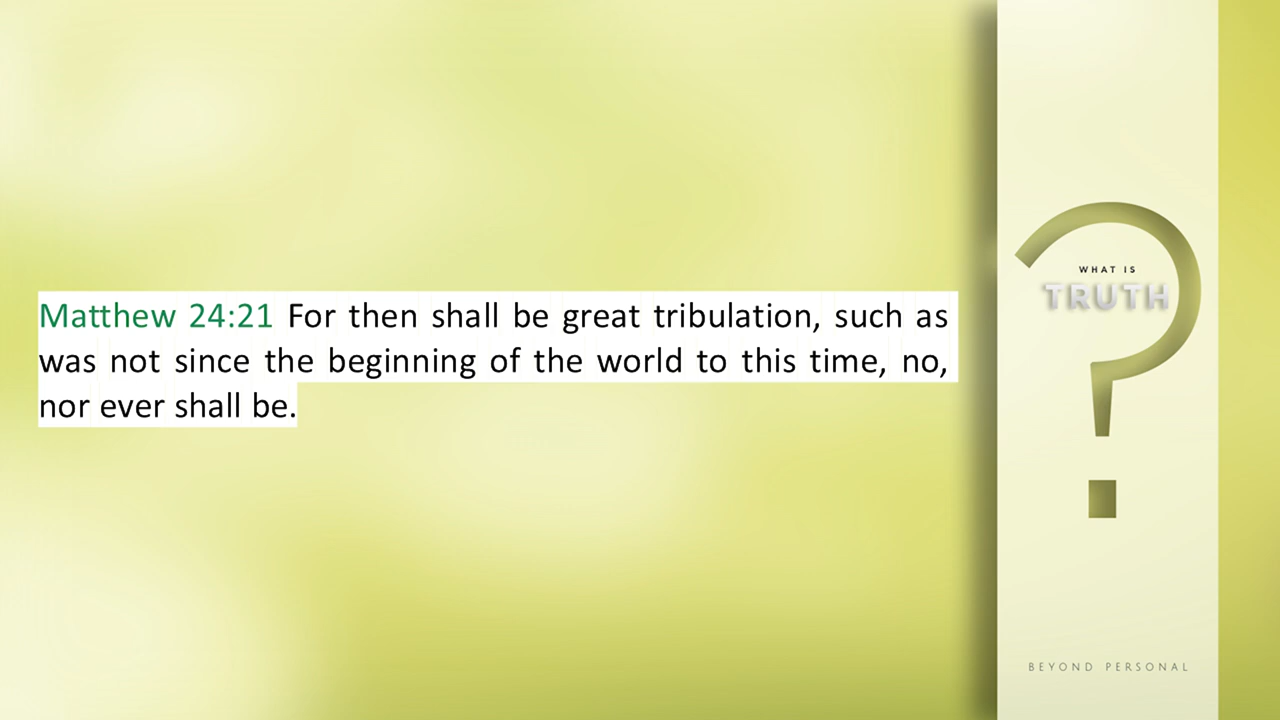 Matthew 24:21 For then shall be great tribulation, such as
was not since the beginning of the world to this time, no,
nor ever shall be.
WHAT IS
TRUTH
BEYOND PERSONAL